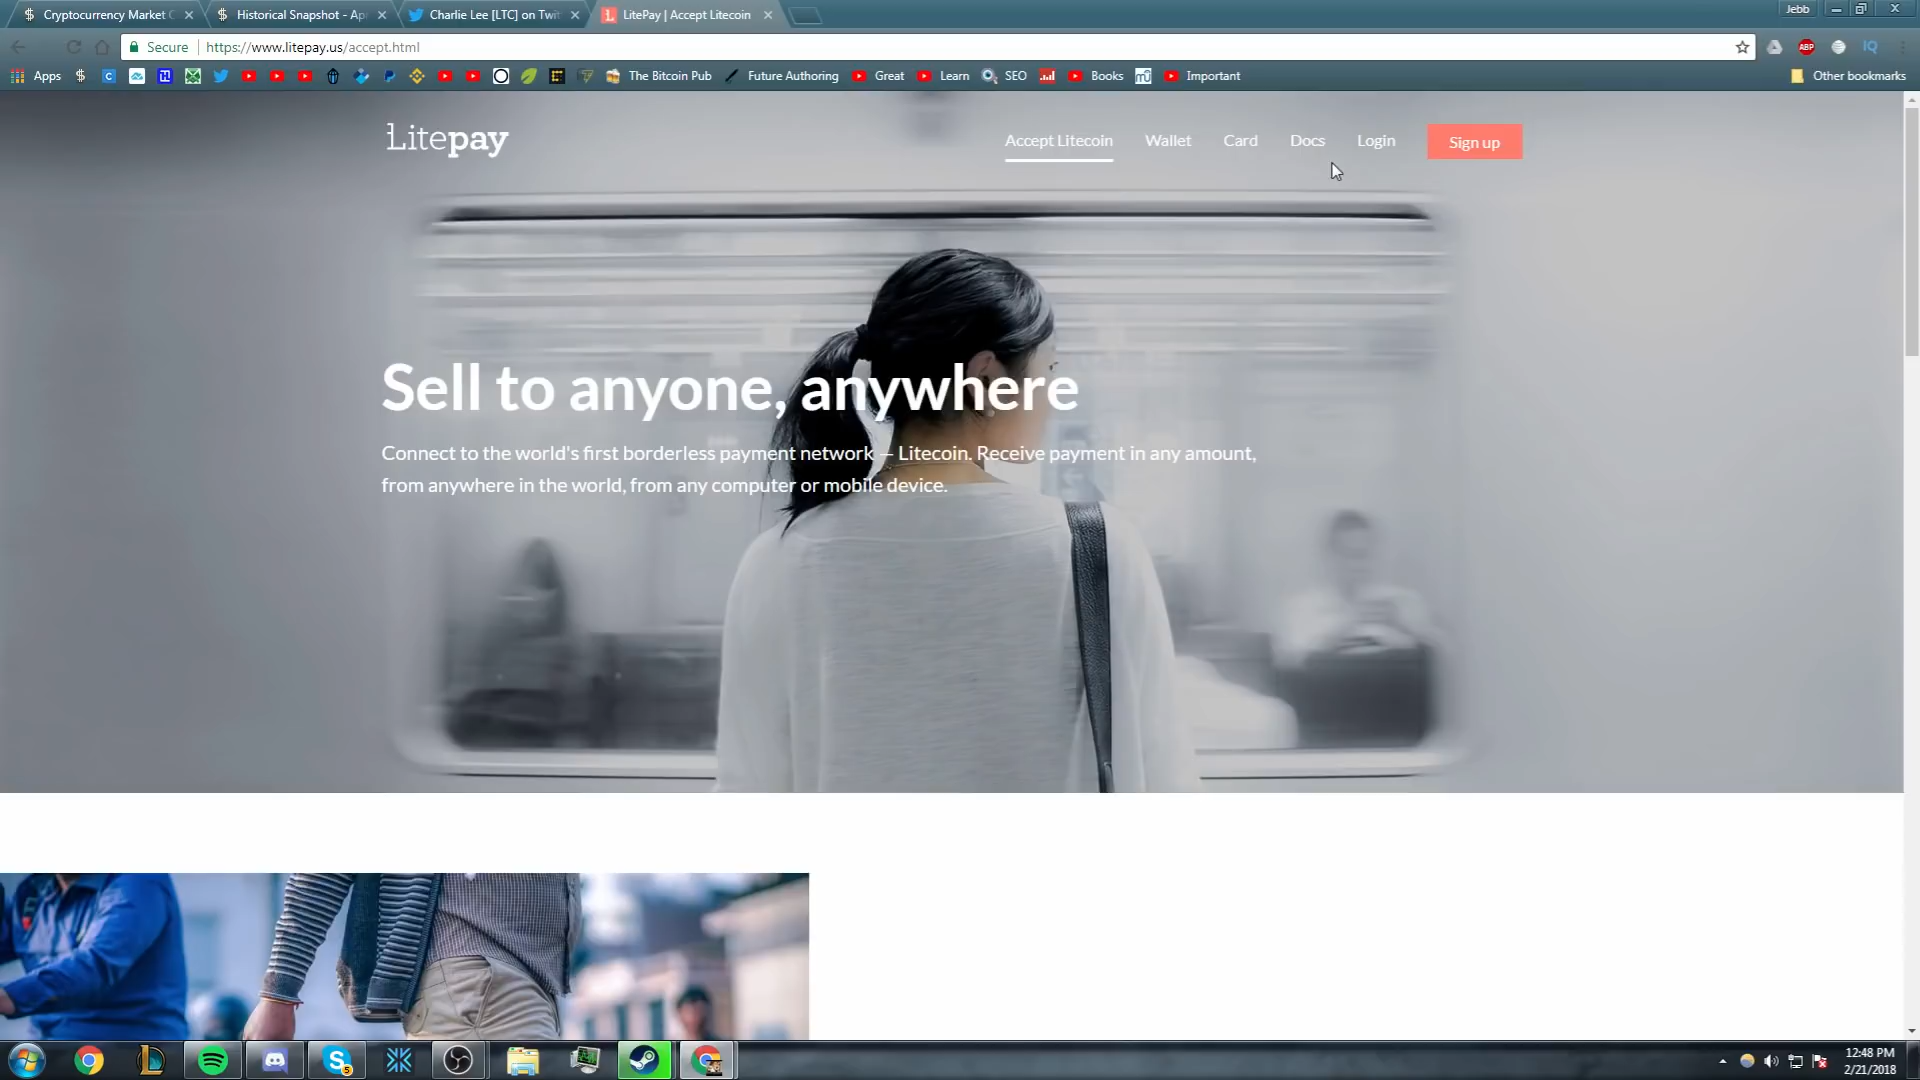 Cryptocurrency Market C
Historical Snapshot - Apr
Charlie Lee [LTC] on Twit
LitePay | Accept Litecoin
Jebb
Secure
https://www.litepay.us/accept.html
ABP
IQ
Apps
The Bitcoin Pub
Future Authoring
Great
Learn
SEO
Books
Important
Other bookmarks
Litepay
Accept Litecoin
Wallet
Card
Docs
Login
Sign up
Sell to anyone, anywhere
Connect to the world's first borderless payment network — Litecoin. Receive payment in any amount,
from anywhere in the world, from any computer or mobile device.
12:48 PM
2/21/2018